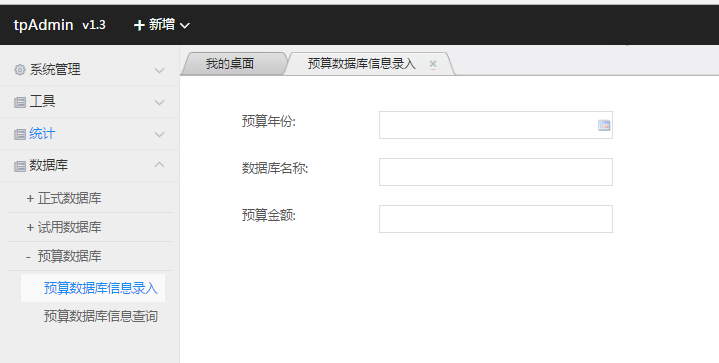 tpAdmin v1.3 + 新增
系统管理
工具
统计
数据库
+ 正式数据库
+ 试用数据库
- 预算数据库
预算数据库信息录入
预算数据库信息查询
我的桌面 预算数据库信息录入 ×
预算年份:
数据库名称:
预算金额: